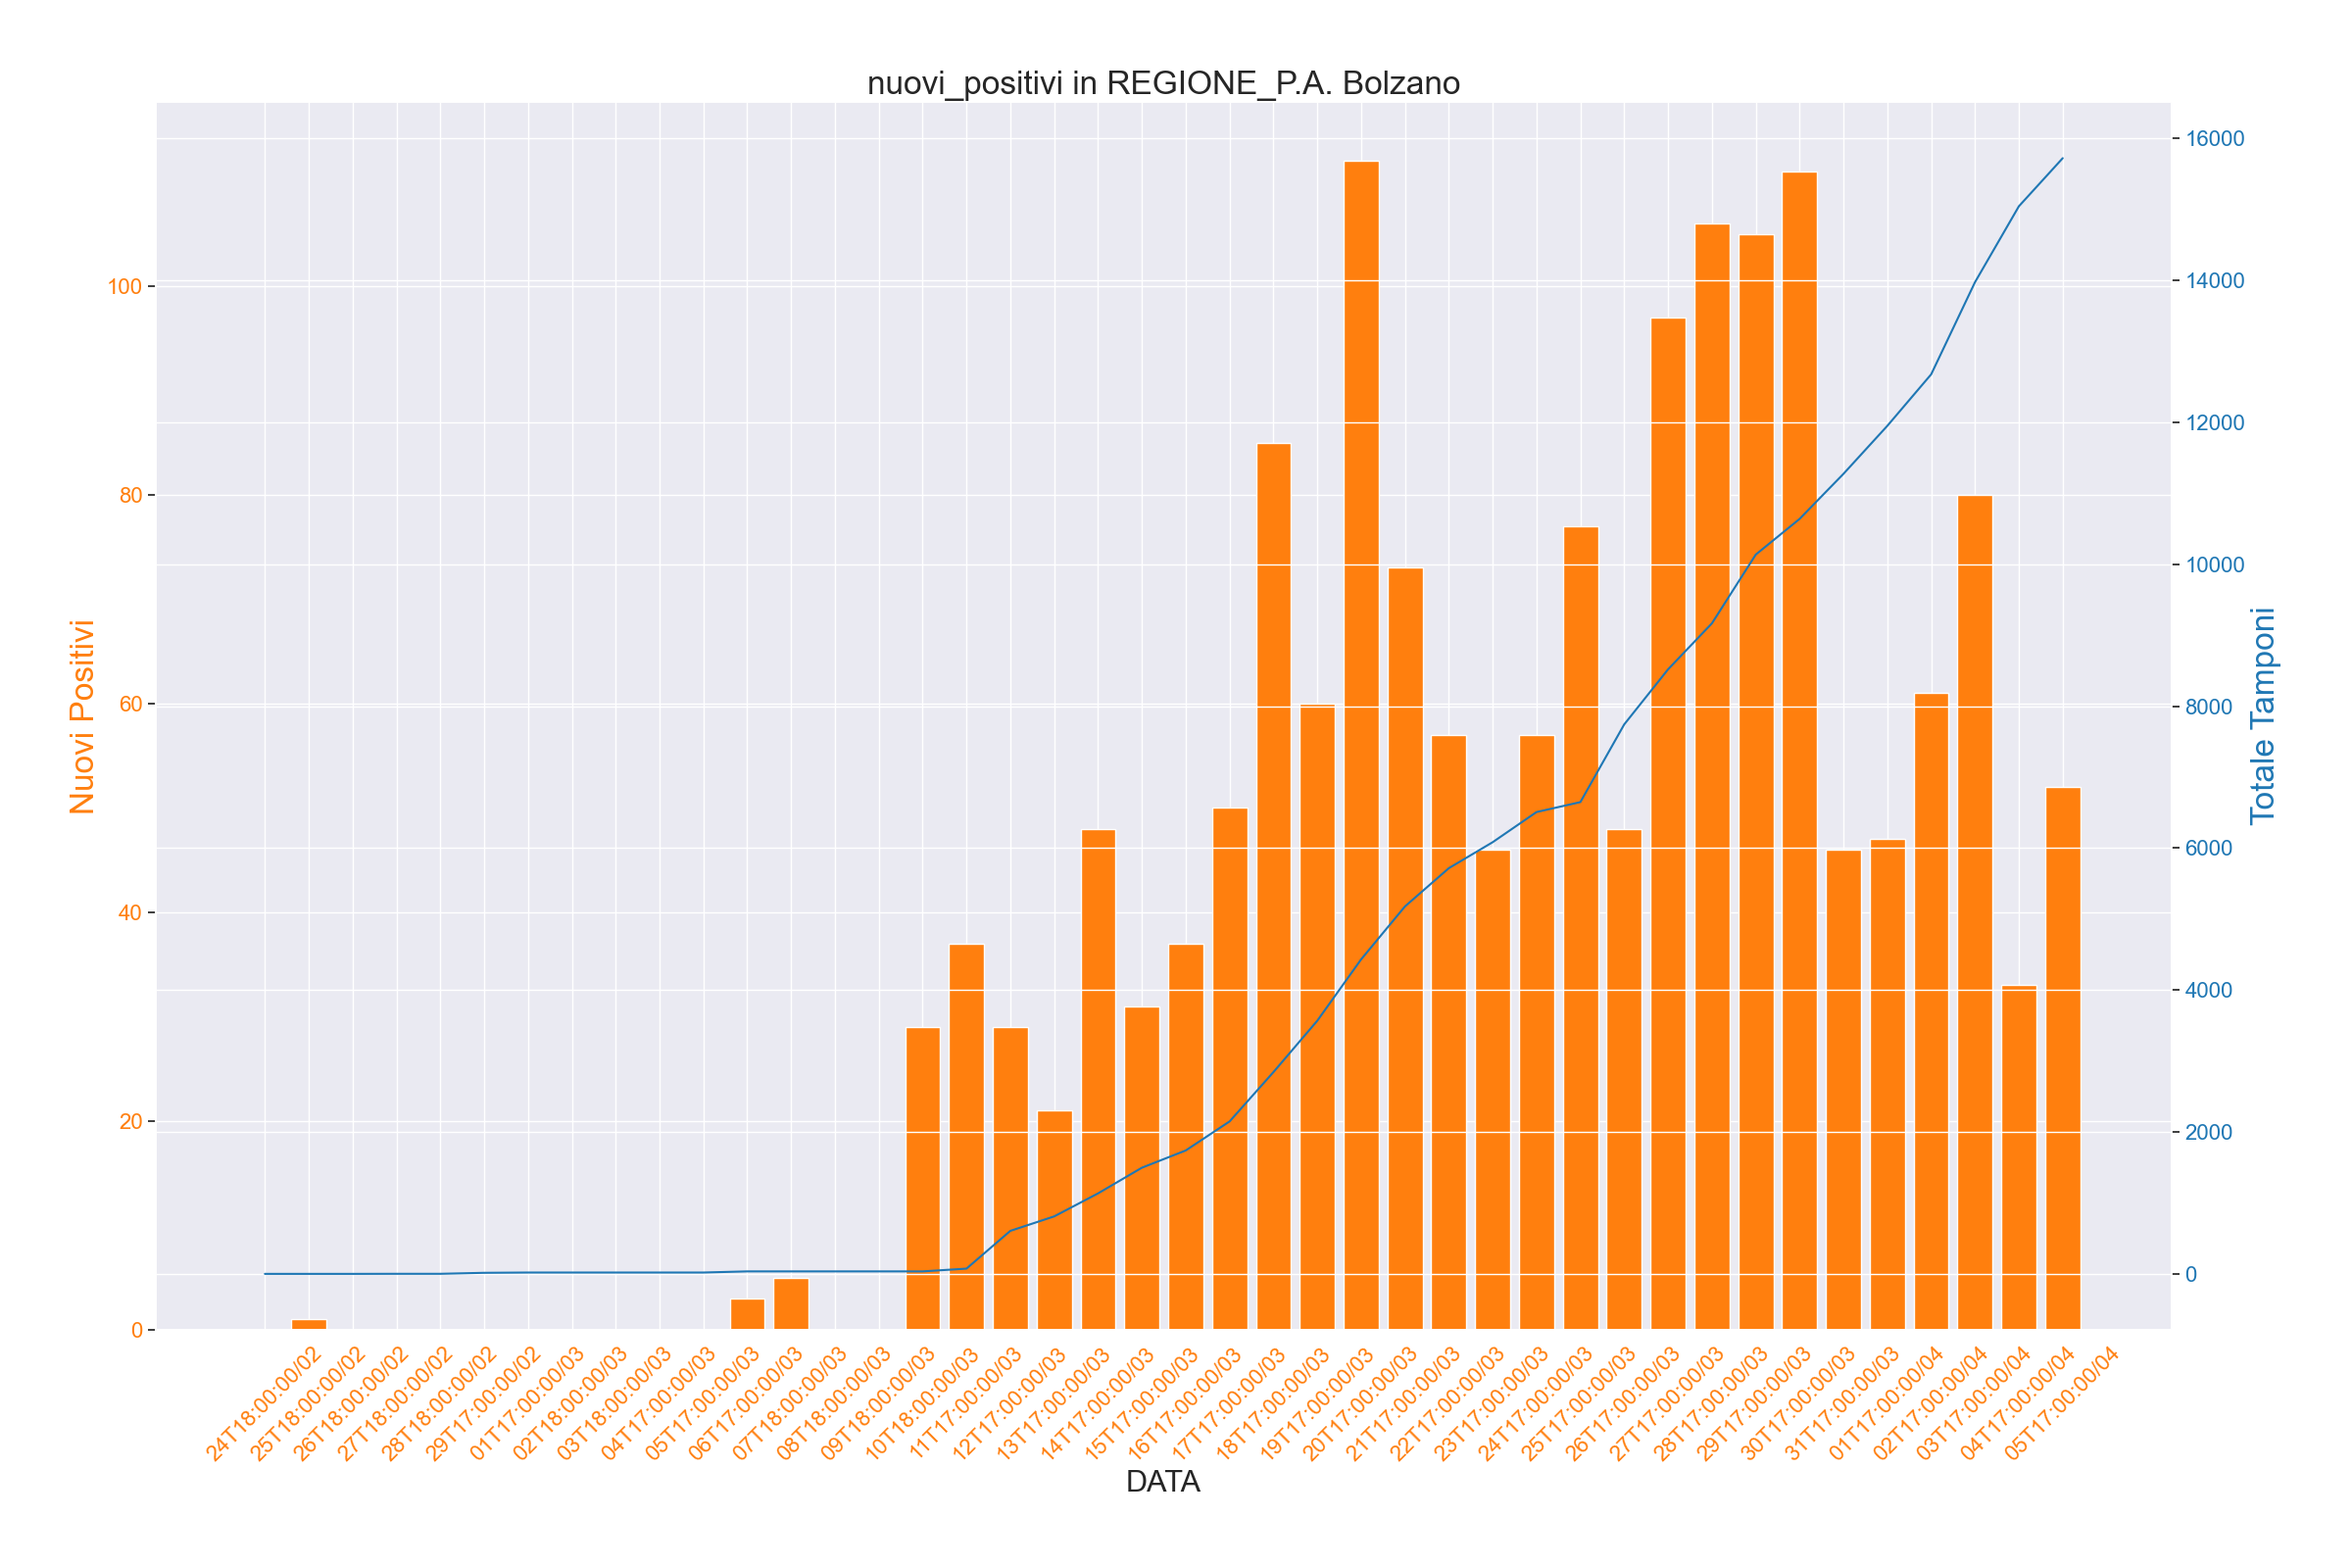 nuovi_positivi in REGIONE_P.A. Bolzano
Nuovi Positivi
100
80
60
40
20
0
Totale Tamponi
16000
14000
12000
10000
8000
6000
4000
2000
0
24T18:00:00/02
25T18:00:00/02
26T18:00:00/02
27T18:00:00/02
28T18:00:00/02
29T17:00:00/02
01T17:00:00/03
02T18:00:00/03
03T18:00:00/03
04T17:00:00/03
05T17:00:00/03
06T17:00:00/03
07T18:00:00/03
08T18:00:00/03
09T18:00:00/03
10T18:00:00/03
11T17:00:00/03
12T17:00:00/03
13T17:00:00/03
14T17:00:00/03
15T17:00:00/03
16T17:00:00/03
17T17:00:00/03
18T17:00:00/03
19T17:00:00/03
20T17:00:00/03
21T17:00:00/03
22T17:00:00/03
23T17:00:00/03
24T17:00:00/03
25T17:00:00/03
26T17:00:00/03
27T17:00:00/03
28T17:00:00/03
29T17:00:00/03
30T17:00:00/03
31T17:00:00/03
01T17:00:00/04
02T17:00:00/04
03T17:00:00/04
04T17:00:00/04
05T17:00:00/04
DATA